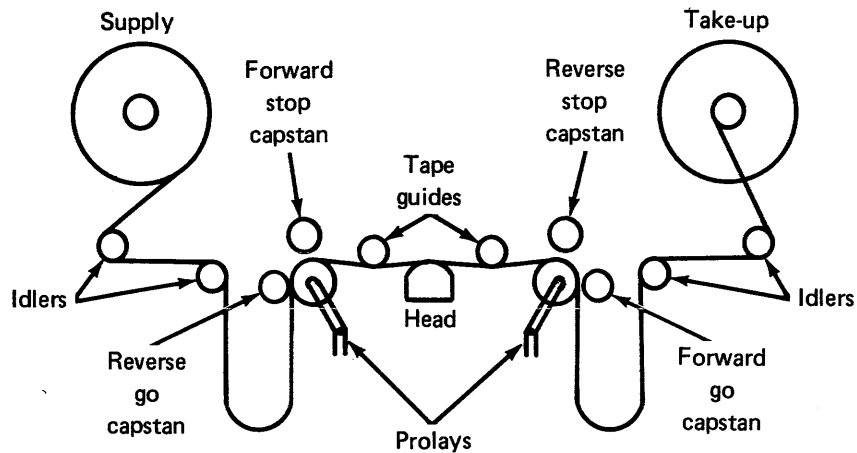 Supply
Take-up
Forward
stop
capstan
Reverse
stop
capstan
Tape
guides
Idlers
Head
Idlers
Reverse
go
capstan
Forward
go
capstan
Prolays